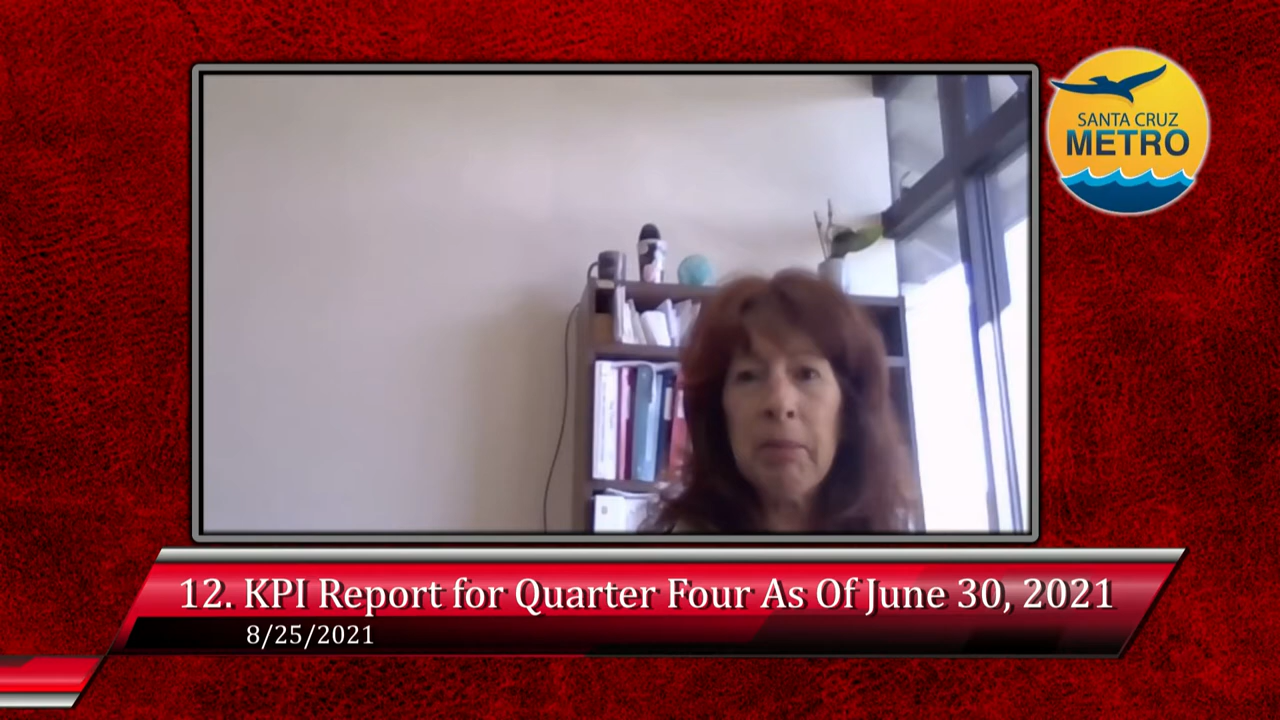 SANTA CRUZ
METRO
12. KPI Report for Quarter Four As Of June 30, 2021
8/25/2021